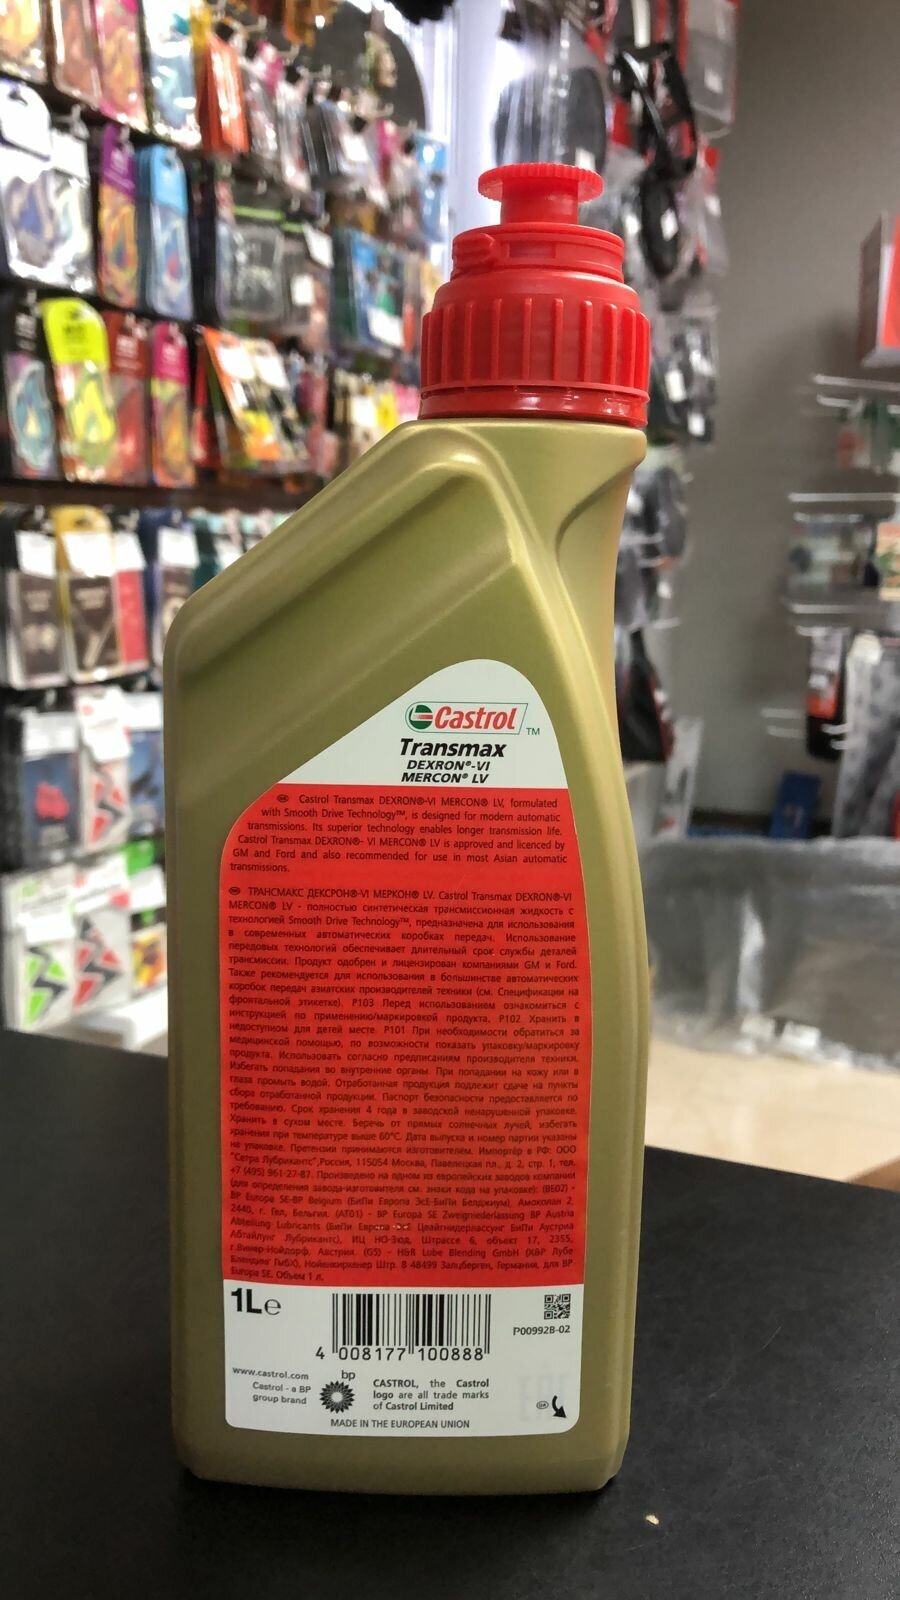 Castrol
TM
Transmax
DEXRON®-VI
MERCON® LV
Castrol Transmax DEXRON®-VI MERCON® LV, formulated
with Smooth Drive Technology™, is designed for modern automatic
transmissions. Its superior technology enables longer transmission life.
Castrol Transmax DEXRON®- VI MERCON® LV is approved and licenced by
GM and Ford and also recommended for use in most Asian automatic
transmissions.
ТРАНСМАКС ДЕКСРОН®-VI МЕРКОН® LV. Castrol Transmax DEXRON®-VI
MERCON® LV - полностью синтетическая трансмиссионная жидкость с
технологией Smooth Drive Technology™, предназначена для использования
в современных автоматических коробках передач. Использование
передовых технологий обеспечивает длительный срок службы деталей
трансмиссии. Продукт одобрен и лицензирован компаниями GM и Ford.
Также рекомендуется для использования в большинстве автоматических
коробок передач азиатских производителей техники (см. Спецификации на
фронтальной этикетке). P103 Перед использованием ознакомиться с
инструкцией по применению/маркировкой продукта. P102 Хранить в
недоступном для детей месте. P101 При необходимости обратиться за
медицинской помощью, по возможности показать упаковку/маркировку
продукта. Использовать согласно предписаниям производителя техники.
Избегать попадания во внутренние органы. При попадании на кожу или в
глаза промыть водой. Отработанная продукция подлежит сдаче на пункты
сбора отработанной продукции. Паспорт безопасности предоставляется по
требованию. Срок хранения 4 года в заводской ненарушенной упаковке.
Хранить в сухом месте. Беречь от прямых солнечных лучей, избегать
хранения при температуре выше 60°С. Дата выпуска и номер партии указаны
на упаковке. Претензии принимаются изготовителем. Импортёр в РФ: ООО
"Сетра Лубрикантс",Россия, 115054 Москва, Павелецкая пл., д. 2, стр. 1, тел.
+7 (495) 961-27-87. Произведено на одном из европейских заводов компании
(для определения завода-изготовителя см. знаки кода на упаковке): (BE02) -
BP Europa SE-BP Belgium (БиПи Европа ЭсЕ-БиПи Белджиум), Амоколан 2,
2440, г. Гел, Бельгия. (AT01) - BP Europa SE Zweigniederlassung BP Austria
Abteilung Lubricants (БиПи Европа ЭсЕ Цвайгнидерлассунг БиПи Аустриа
Абтайлунг Лубрикантс), ИЦ НО-Зюд, Штрассе 6, объект 17, 2355,
г.Винер-Нойдорф, Австрия. (GS) - H&R Lube Blending GmbH (Х&Р Лубе
Блендинг ГмбХ), Нойенкирхенер Штр. 8 48499 Залцберген, Германия, для BP
Europa SE. Объем 1 л.
1L℮
4 008177 100888
P00992B-02
www.castrol.com
Castrol - a BP
group brand
bp
CASTROL, the Castrol
logo are all trade marks
of Castrol Limited
MADE IN THE EUROPEAN UNION